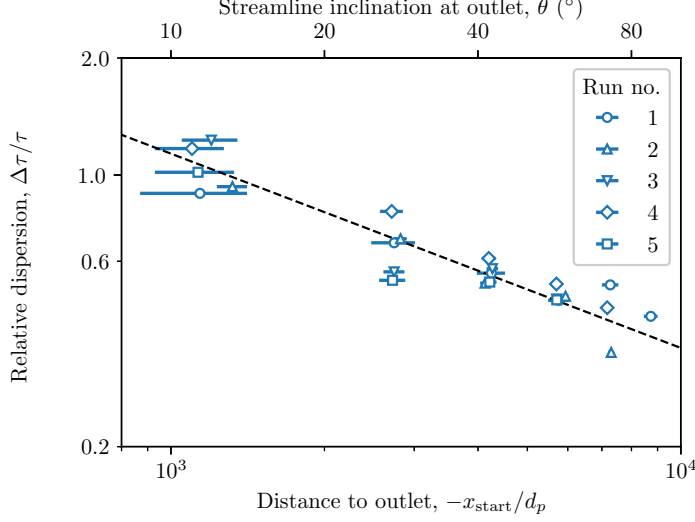 Streamline inclination at outlet, θ (°)
10 20 40 80
2.0
1.0
0.6
0.2
Relative dispersion, Δτ/τ
Run no.
1
2
3
4
5
10³ 10⁴
Distance to outlet, −x_start/d_p